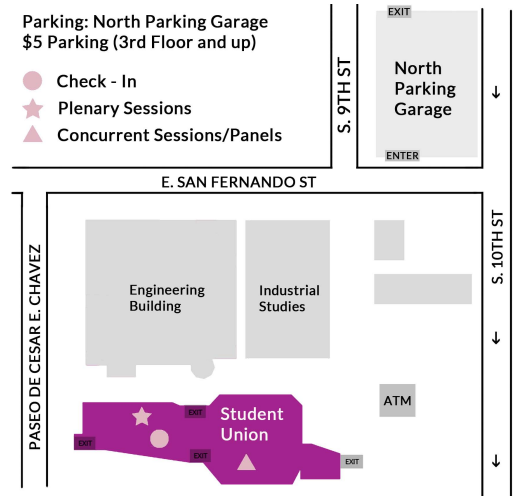 Parking: North Parking Garage
$5 Parking (3rd Floor and up)
Check - In
Plenary Sessions
Concurrent Sessions/Panels
S. 9TH ST
EXIT
North
Parking
Garage
ENTER
E. SAN FERNANDO ST
S. 10TH ST
PASEO DE CESAR E. CHAVEZ
Engineering
Building
Industrial
Studies
ATM
EXIT
Student
Union
EXIT
EXIT
EXIT